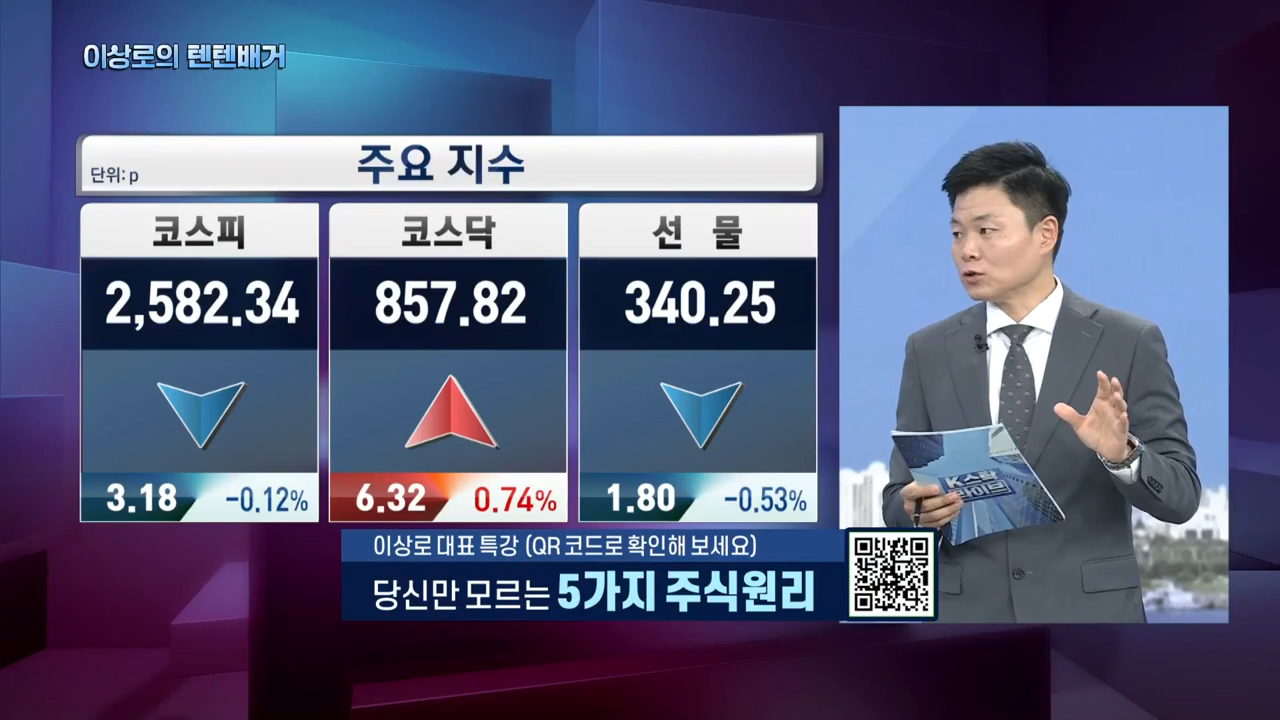 이상로의 텐텐배거
주요 지수
단위:p
코스피
코스닥
선 물
2,582.34
857.82
340.25
3.18
-0.12%
6.32
0.74%
1.80
-0.53%
이상로 대표 특강 (QR 코드로 확인해 보세요)
당신만 모르는 5가지 주식원리